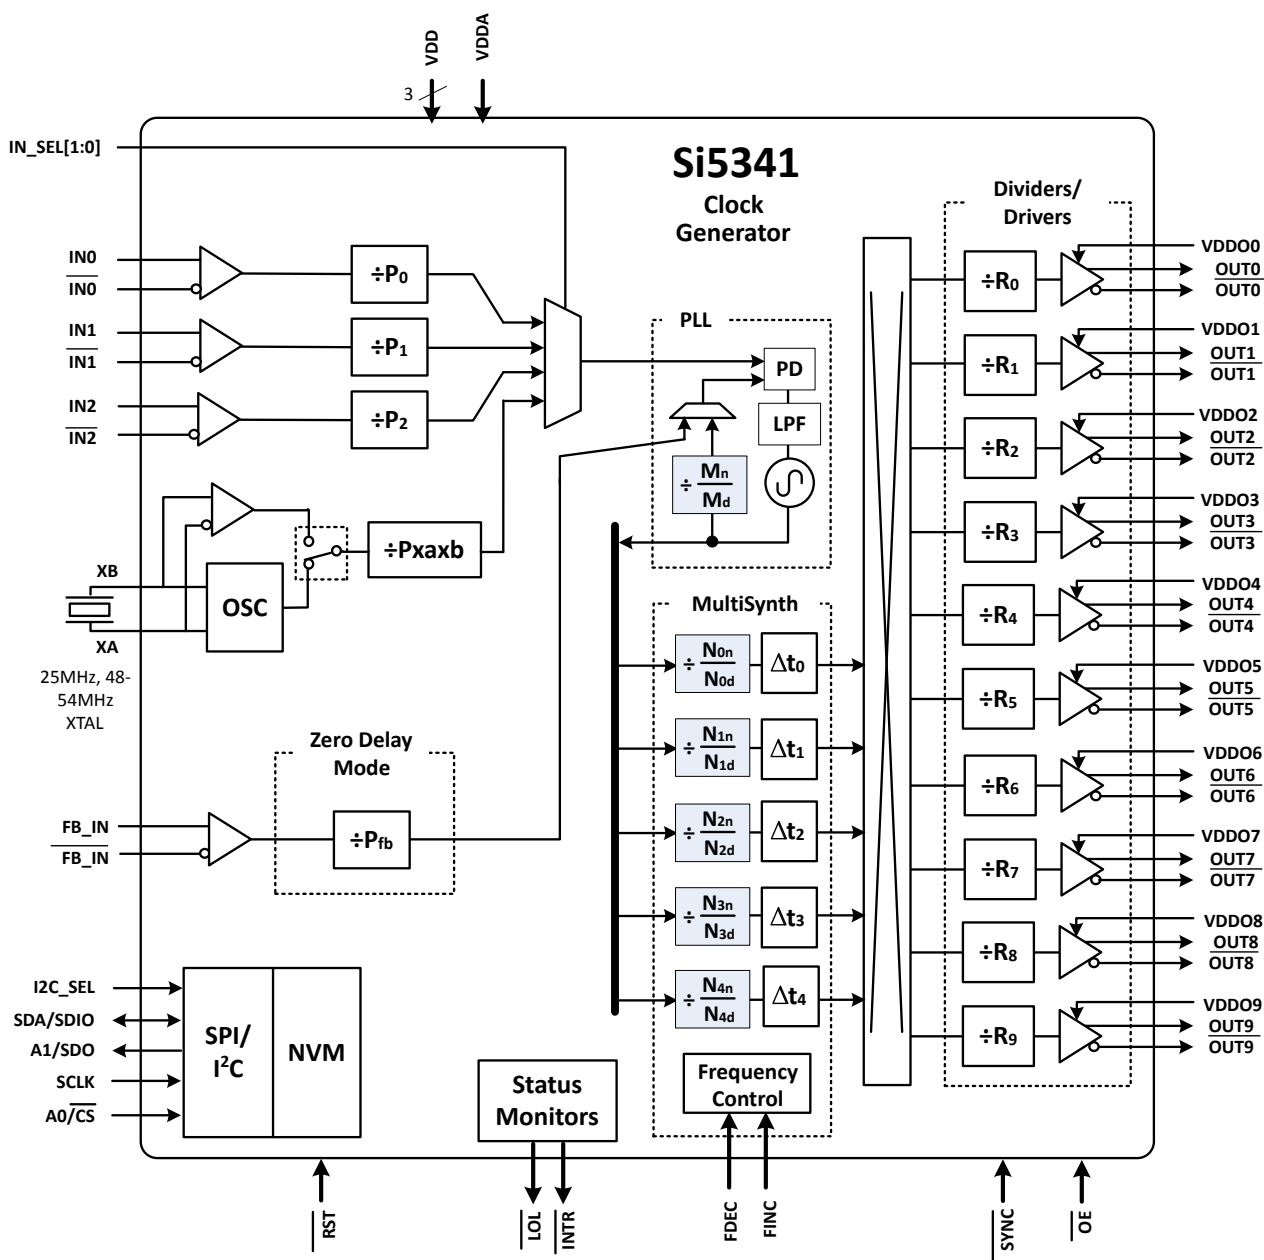 VDD
VDDA
3
IN_SEL[1:0]
Si5341
Clock
Generator
Dividers/
Drivers
IN0
IN0
÷P0
IN1
IN1
÷P1
IN2
IN2
÷P2
PLL
PD
LPF
÷ Mn
Md
XB
XA
OSC
÷Pxaxb
25MHz, 48-
54MHz
XTAL
MultiSynth
÷ N0n
N0d
Δt0
÷ N1n
N1d
Δt1
÷ N2n
N2d
Δt2
÷ N3n
N3d
Δt3
÷ N4n
N4d
Δt4
Zero Delay
Mode
FB_IN
FB_IN
÷Pfb
÷R0
VDDO0
OUT0
OUT0
÷R1
VDDO1
OUT1
OUT1
÷R2
VDDO2
OUT2
OUT2
÷R3
VDDO3
OUT3
OUT3
÷R4
VDDO4
OUT4
OUT4
÷R5
VDDO5
OUT5
OUT5
÷R6
VDDO6
OUT6
OUT6
÷R7
VDDO7
OUT7
OUT7
÷R8
VDDO8
OUT8
OUT8
÷R9
VDDO9
OUT9
OUT9
I2C_SEL
SDA/SDIO
A1/SDO
SCLK
A0/CS
SPI/
I²C
NVM
Status
Monitors
Frequency
Control
RST
LOL
INTR
FDEC
FINC
SYNC
OE